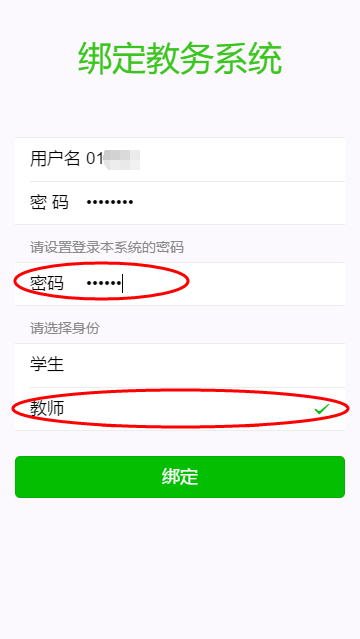 绑定教务系统
用户名 01
密 码 ••••••••
请设置登录本系统的密码
密码 ••••••
请选择身份
学生
教师
绑定